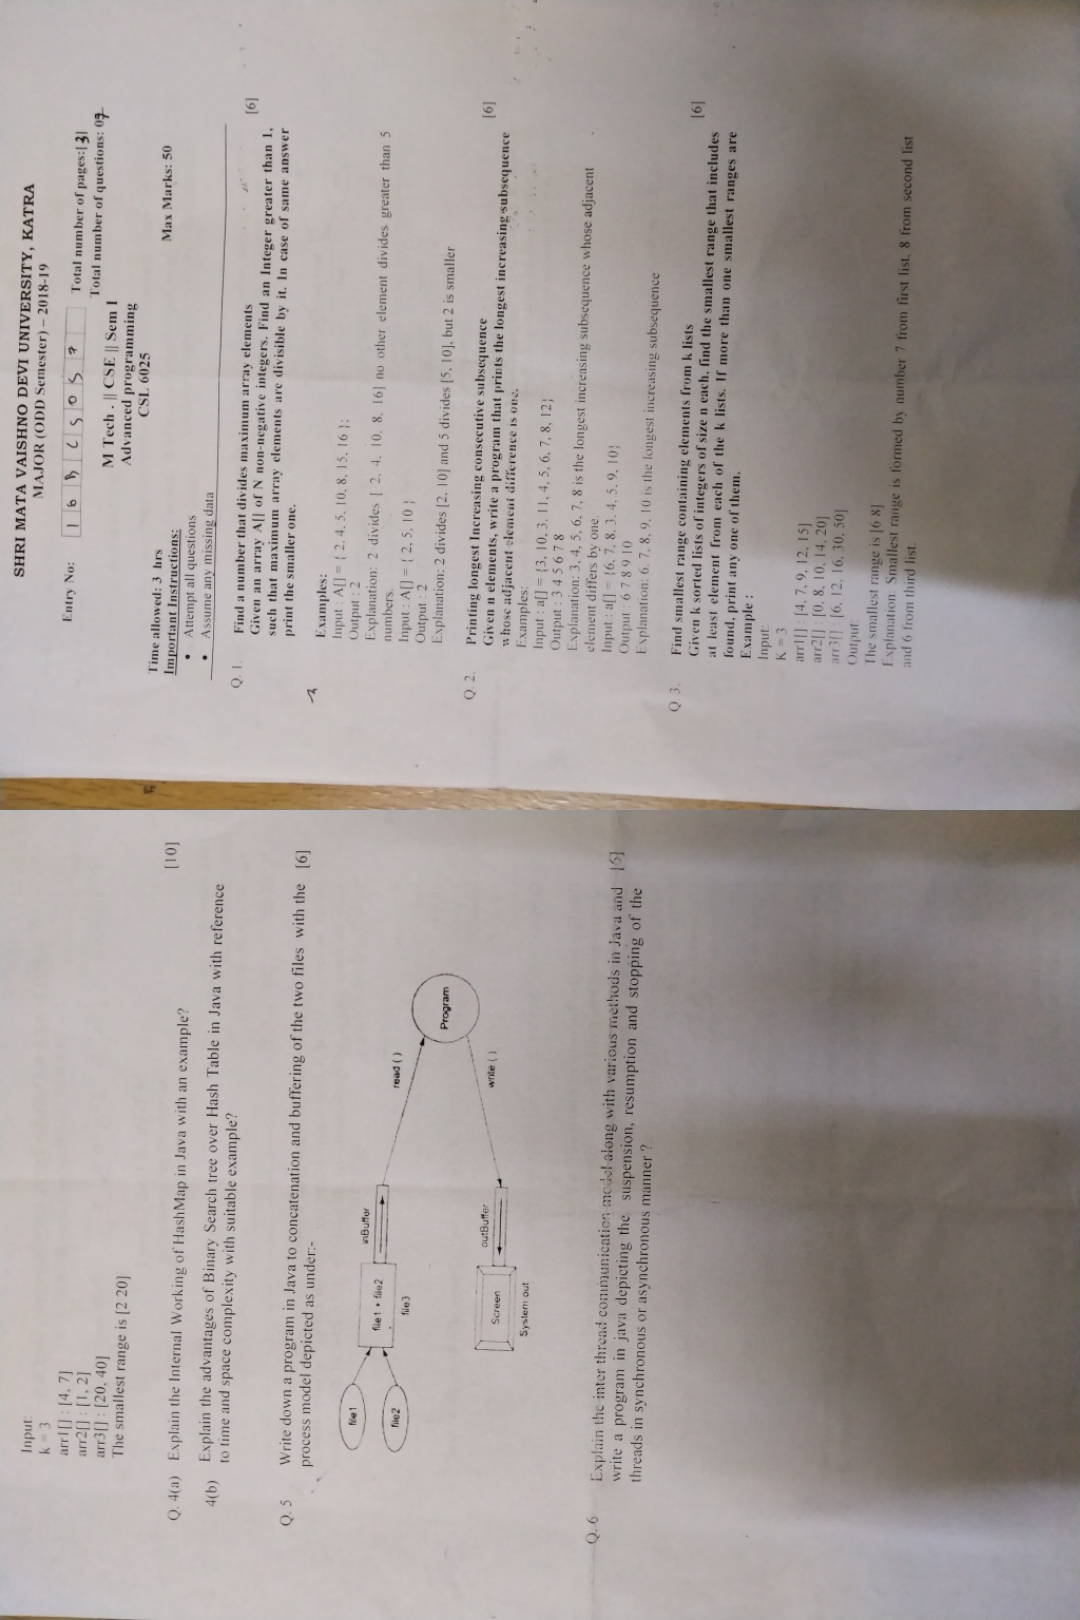 SHRI MATA VAISHNO DEVI UNIVERSITY, KATRA
MAJOR (ODD Semester) – 2018-19
Entry No:
Total number of pages:[3]
Total number of questions: 07
M Tech . || CSE || Sem I
Advanced programming
CSL 6025
Time allowed: 3 hrs
Max Marks: 50
Important Instructions:
• Attempt all questions
• Assume any missing data
Q. 1. Find a number that divides maximum array elements [6]
Given an array A[] of N non-negative integers. Find an Integer greater than 1,
such that maximum array elements are divisible by it. In case of same answer
print the smaller one.
Examples:
Input : A[] = { 2, 4, 5, 10, 8, 15, 16 };
Output : 2
Explanation: 2 divides [ 2, 4, 10, 8, 16] no other element divides greater than 5
numbers.
Input : A[] = { 2, 5, 10 }
Output : 2
Explanation: 2 divides [2, 10] and 5 divides [5, 10], but 2 is smaller
Q 2. Printing longest Increasing consecutive subsequence [6]
Given n elements, write a program that prints the longest increasing subsequence
whose adjacent element difference is one.
Examples:
Input : a[] = {3, 10, 3, 11, 4, 5, 6, 7, 8, 12}
Output : 3 4 5 6 7 8
Explanation: 3, 4, 5, 6, 7, 8 is the longest increasing subsequence whose adjacent
element differs by one.
Input : a[] = {6, 7, 8, 3, 4, 5, 9, 10}
Output : 6 7 8 9 10
Explanation: 6, 7, 8, 9, 10 is the longest increasing subsequence
Q 3. Find smallest range containing elements from k lists [6]
Given k sorted lists of integers of size n each, find the smallest range that includes
at least element from each of the k lists. If more than one smallest ranges are
found, print any one of them.
Example :
Input:
K = 3
arr1[] : [4, 7, 9, 12, 15]
arr2[] : [0, 8, 10, 14, 20]
arr3[] : [6, 12, 16, 30, 50]
Output:
The smallest range is [6 8]
Explanation: Smallest range is formed by number 7 from first list, 8 from second list
and 6 from third list.
Input:
k = 3
arr1[] : [4, 7]
arr2[] : [1, 2]
arr3[] : [20, 40]
The smallest range is [2 20]
Q. 4(a) Explain the Internal Working of HashMap in Java with an example? [10]
4(b) Explain the advantages of Binary Search tree over Hash Table in Java with reference
to time and space complexity with suitable example?
Q. 5 Write down a program in Java to concatenation and buffering of the two files with the [6]
process model depicted as under:-
file1
file2
file1 + file2
file3
inBuffer
read ( )
Program
write ( )
outBuffer
Screen
System out
Q. 6 Explain the inter thread communication model along with various methods in Java and [6]
write a program in java depicting the suspension, resumption and stopping of the
threads in synchronous or asynchronous manner ?